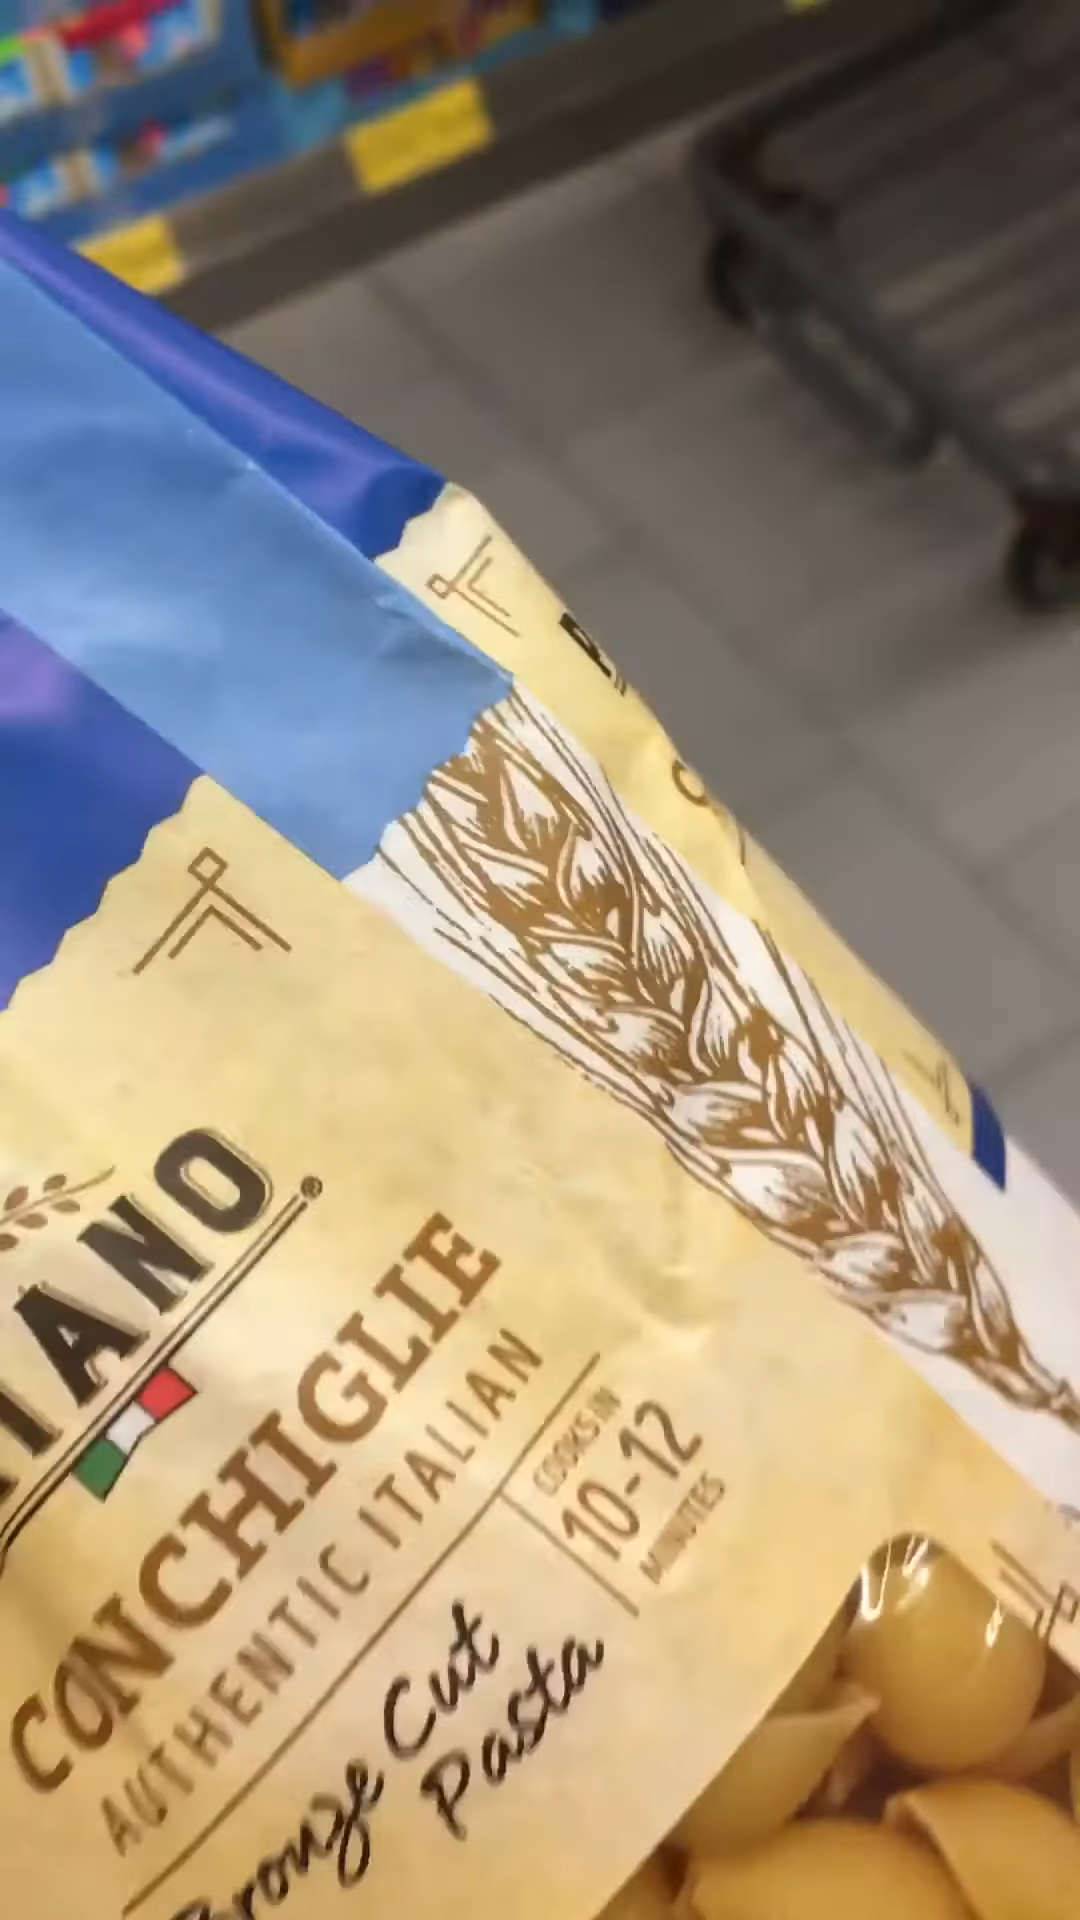 IANO®
CONCHIGLIE
AUTHENTIC ITALIAN
COOKS IN
10-12
MINUTES
Bronze Cut
Pasta